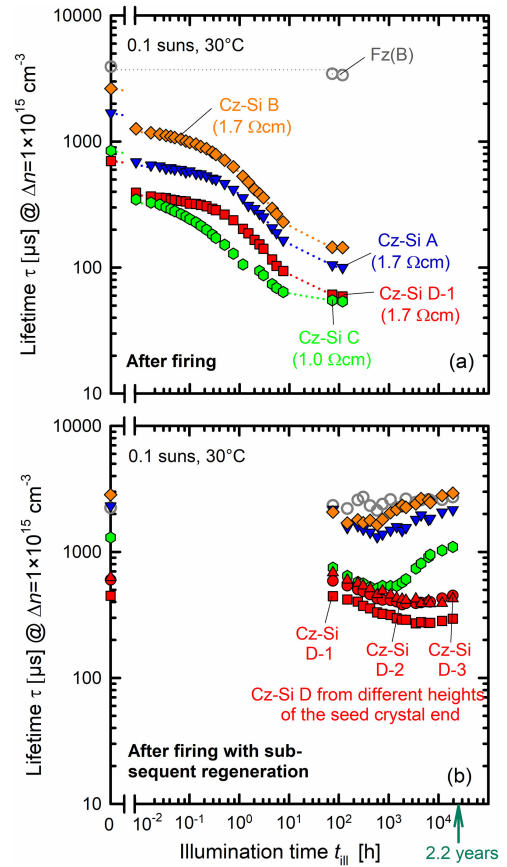 10000
0.1 suns, 30°C
Fz(B)
Cz-Si B
(1.7 Ωcm)
1000
Cz-Si A
(1.7 Ωcm)
100
Cz-Si D-1
(1.7 Ωcm)
Cz-Si C
(1.0 Ωcm)
After firing
(a)
10
Lifetime τ [µs] @ Δn=1×10¹⁵ cm⁻³
10000
0.1 suns, 30°C
1000
Cz-Si
D-1
Cz-Si
D-2
Cz-Si
D-3
Cz-Si D from different heights
of the seed crystal end
100
After firing with sub-
sequent regeneration
(b)
10
Lifetime τ [µs] @ Δn=1×10¹⁵ cm⁻³
0 10⁻² 10⁻¹ 10⁰ 10¹ 10² 10³ 10⁴
Illumination time tᵢₗₗ [h]
2.2 years